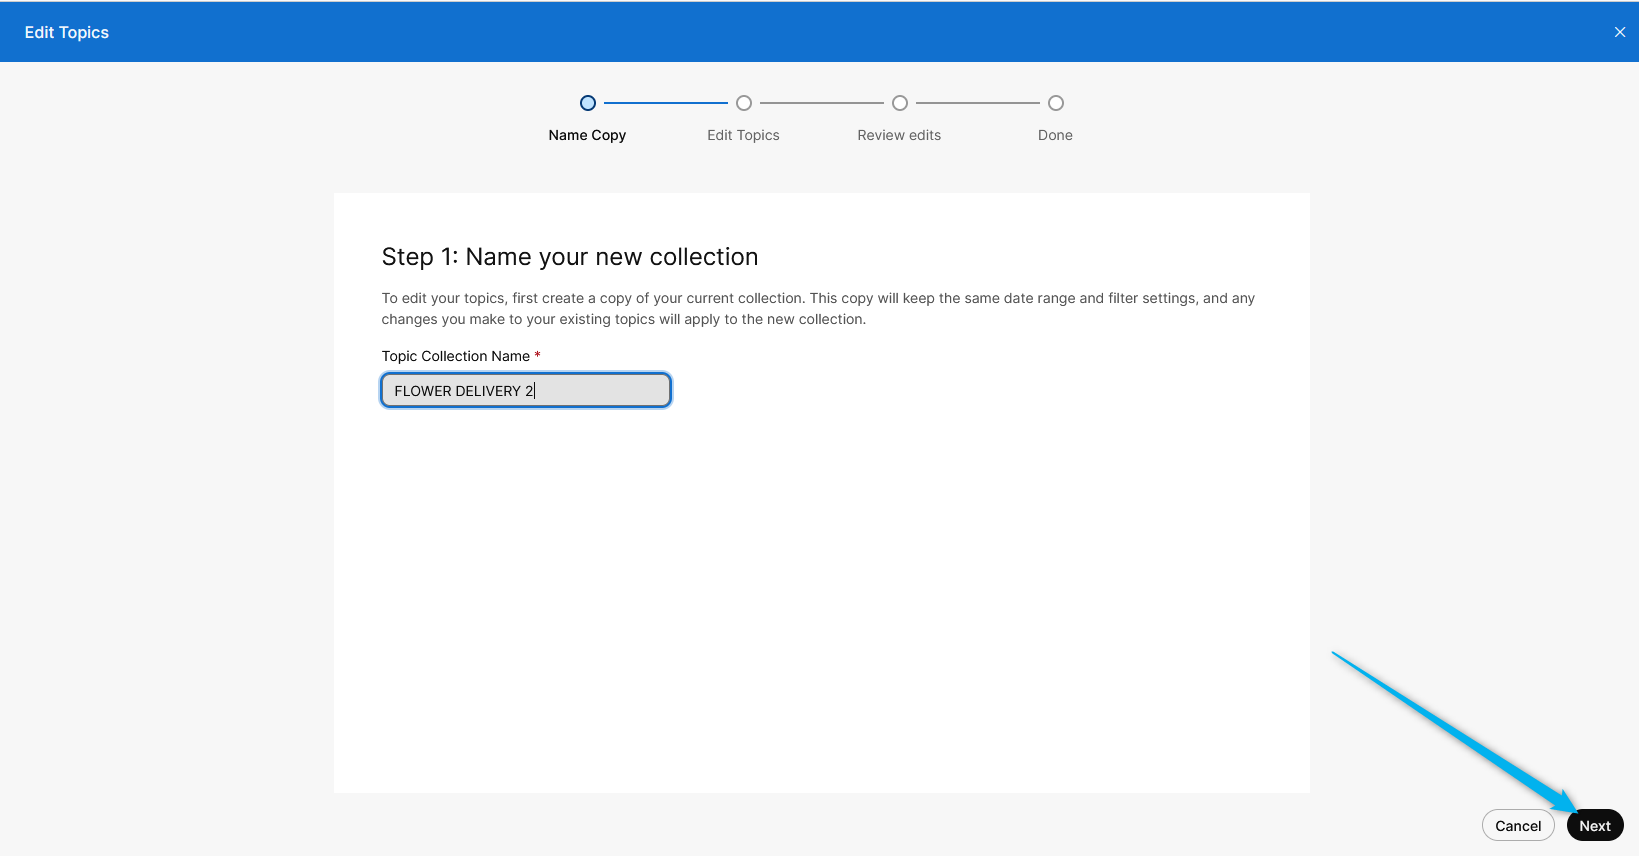 Edit Topics
Name Copy
Edit Topics
Review edits
Done
Step 1: Name your new collection
To edit your topics, first create a copy of your current collection. This copy will keep the same date range and filter settings, and any
changes you make to your existing topics will apply to the new collection.
Topic Collection Name *
FLOWER DELIVERY 2
Cancel
Next